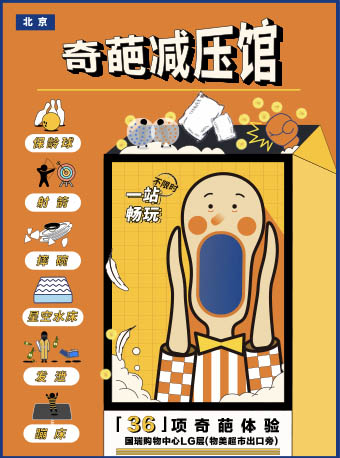 北京
奇葩减压馆
保龄球
射箭
摔碗
星空水床
发泄
蹦床
不限时
一站
畅玩
「36」项奇葩体验
国瑞购物中心LG层(物美超市出口旁)